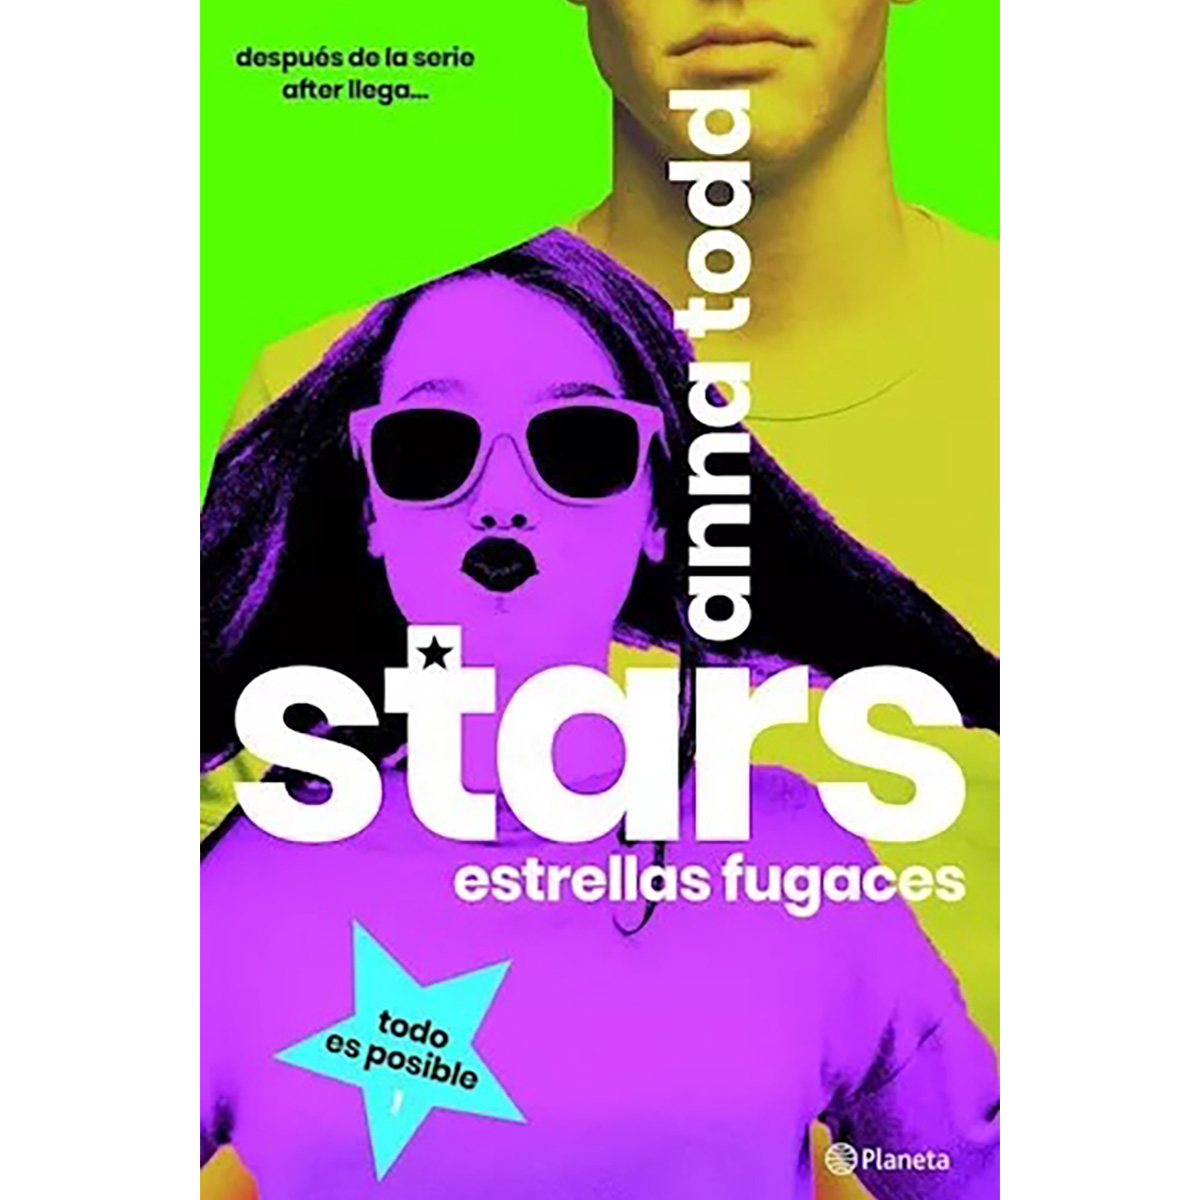 después de la serie
after llega...
anna todd
stars
estrellas fugaces
todo
es posible
Planeta